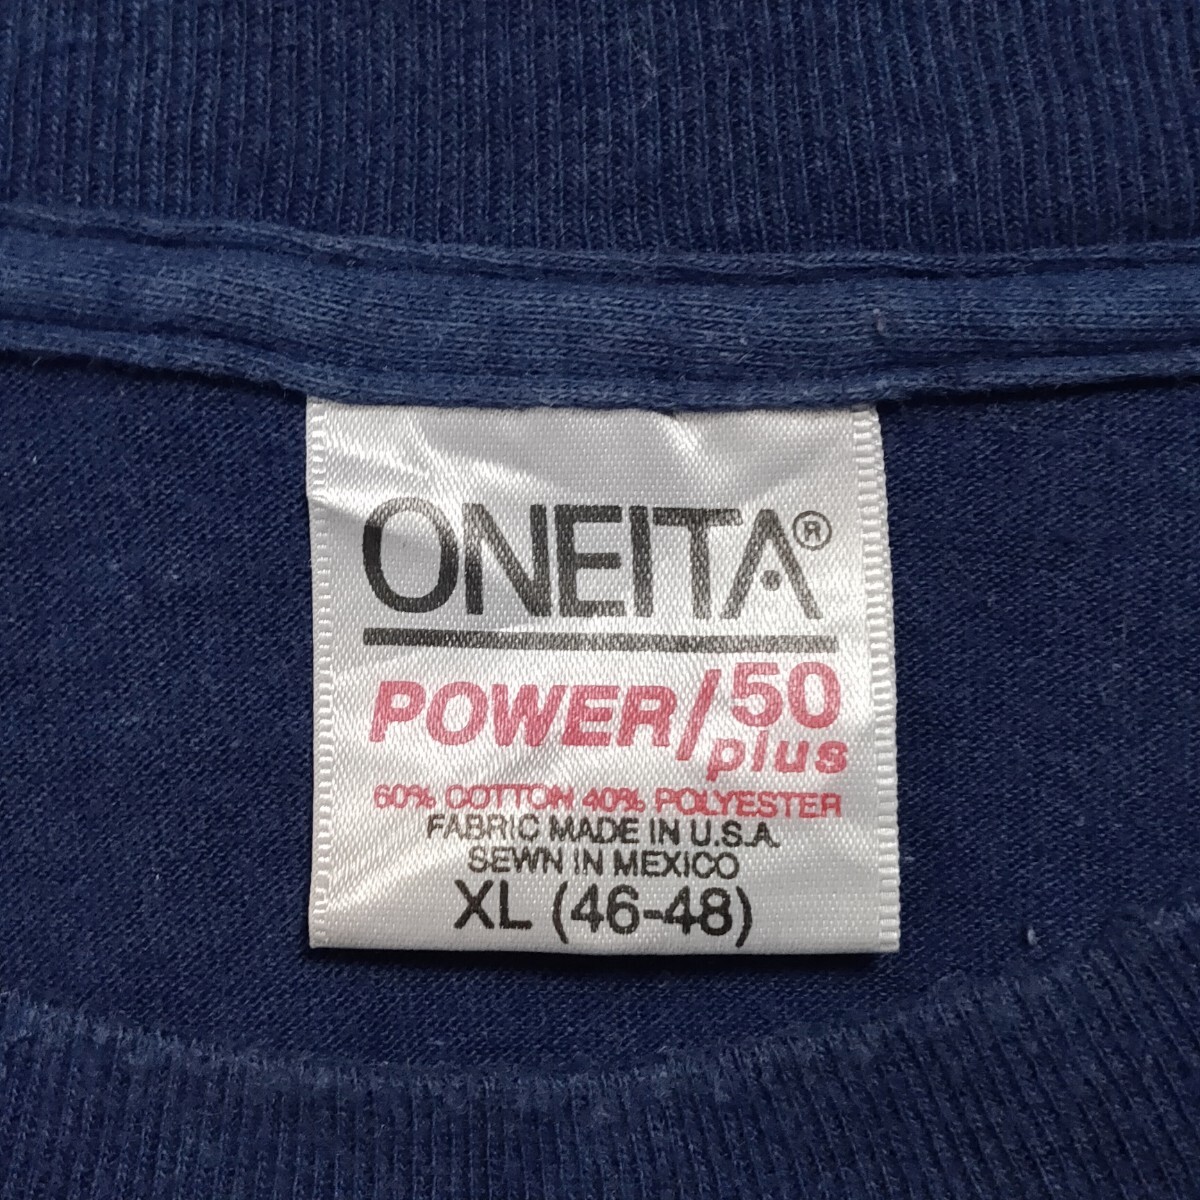 ONEITA®
POWER/50 plus
60% COTTON 40% POLYESTER
FABRIC MADE IN U.S.A.
SEWN IN MEXICO
XL (46-48)